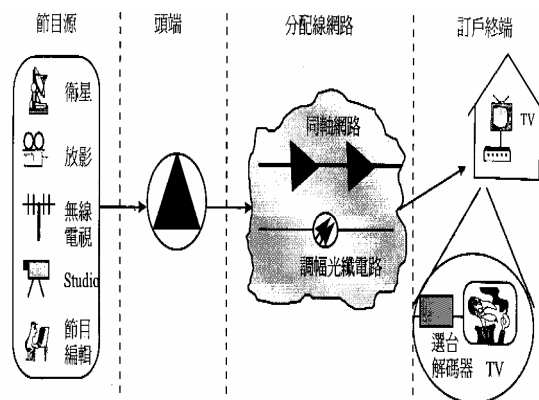 節目源
頭端
分配線網路
訂戶終端
衛星
放影
無線
電視
Studio
節目
編輯
同軸網路
調幅光纖電路
TV
選台
解碼器 TV